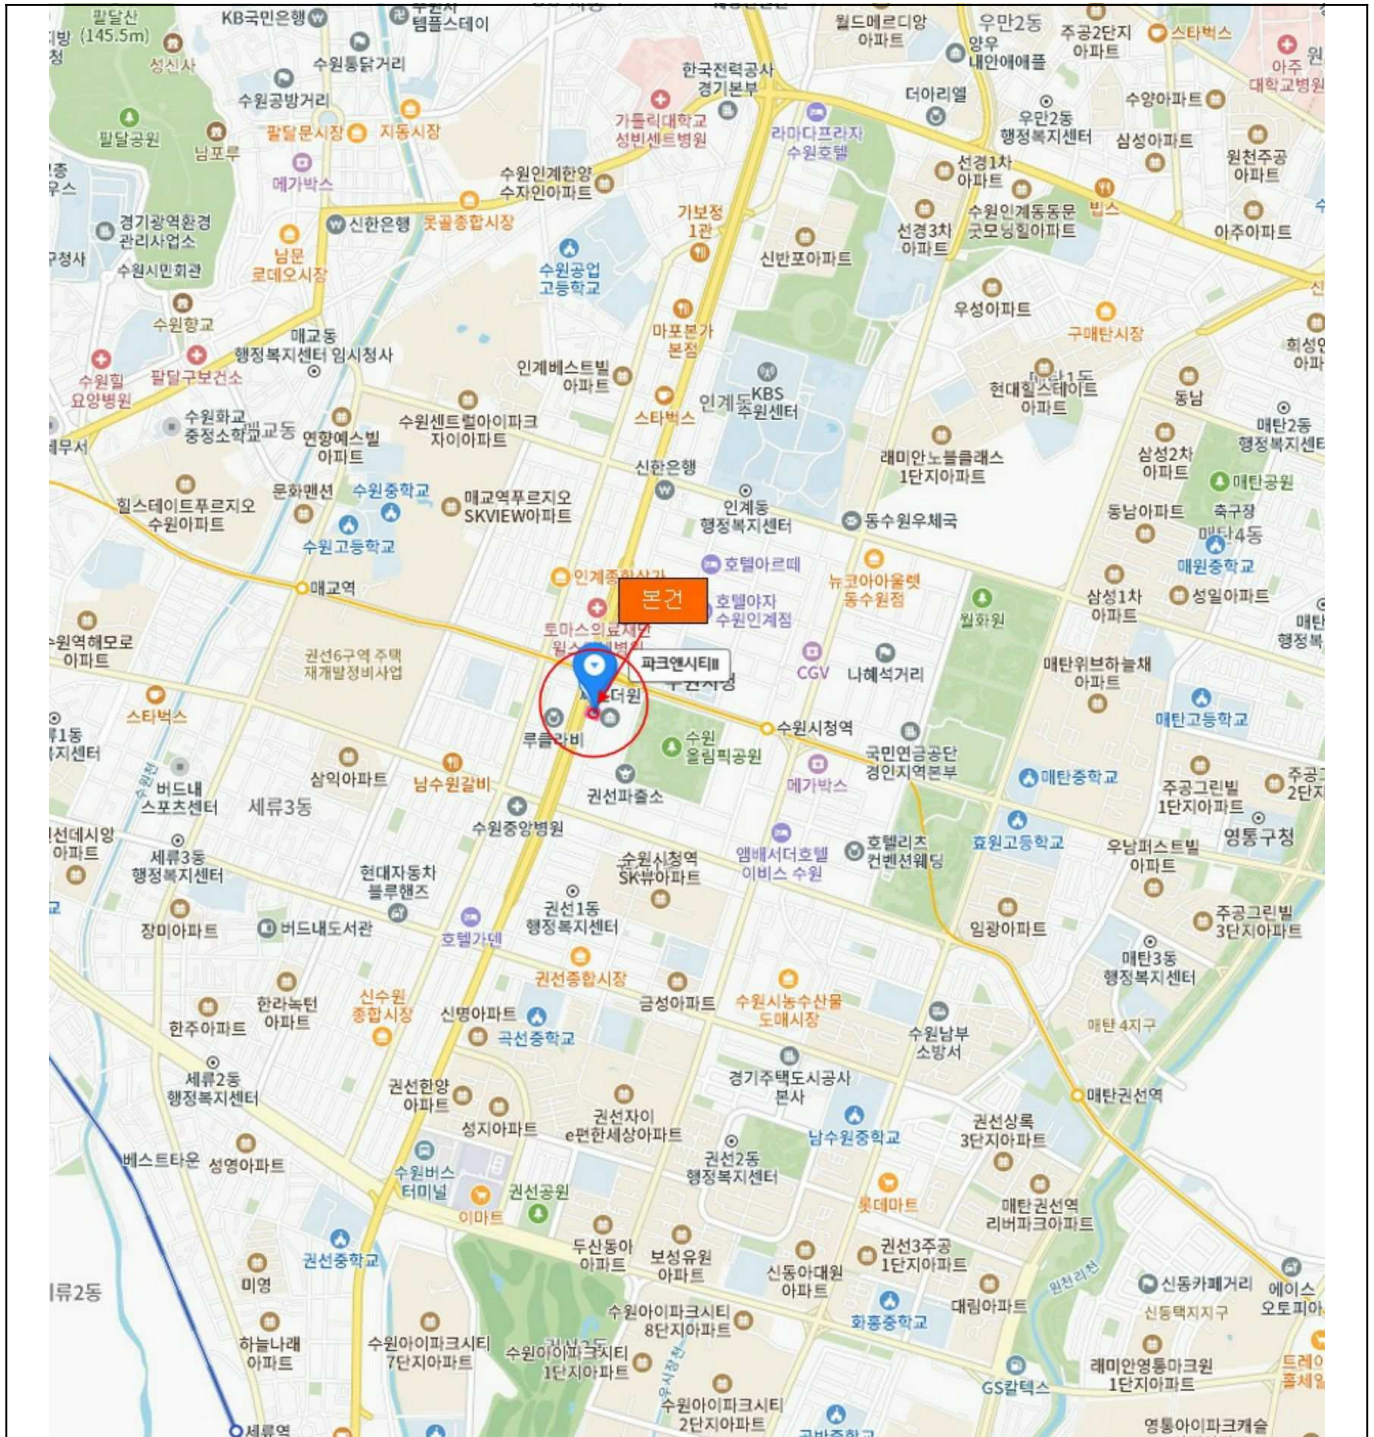 팔달산
(145.5m)
KB국민은행
템플스테이
월드메르디앙
아파트
우만2동
주공2단지
아파트
스타벅스
성신사
수원통닭거리
양우
내안애애플
아주
대학교병원
한국전력공사
경기본부
수원공방거리
더아리엘
수양아파트
팔달공원
남포루
팔달문시장
지동시장
가톨릭대학교
성빈센트병원
라마다프라자
수원호텔
우만2동
행정복지센터
삼성아파트
메가박스
수원인계한양
수자인아파트
선경1차
아파트
원천주공
아파트
경기광역환경
관리사업소
신한은행
못골종합시장
가보정
1관
선경3차
아파트
수원인계동동문
굿모닝힐아파트
빕스
아주아파트
구청사
수원시민회관
남문
로데오시장
수원공업
고등학교
신반포아파트
수원향교
매교동
행정복지센터 임시청사
마포본가
본점
우성아파트
구매탄시장
수원힐
요양병원
팔달구보건소
인계베스트빌
아파트
KBS
수원센터
인계동
현대힐스테이트
아파트
동남
스타벅스
수원화교
중정소학교
매교동
연향예스빌
아파트
수원센트럴아이파크
자이아파트
매탄2동
행정복지센터
세무서
신한은행
래미안노블클래스
1단지아파트
삼성2차
아파트
매탄공원
힐스테이트푸르지오
수원아파트
문화맨션
수원중학교
수원고등학교
매교역푸르지오
SKVIEW아파트
인계동
행정복지센터
동수원우체국
동남아파트
축구장
매탄4동
매원중학교
매교역
인계종합상가
본건
호텔아르떼
호텔야자
수원인계점
뉴코아아울렛
동수원점
월화원
삼성1차
아파트
성일아파트
수원역해모로
아파트
권선6구역 주택
재개발정비사업
토마스의료재단
파크앤시티II
CGV
나혜석거리
매탄위브하늘채
아파트
스타벅스
더원
루클라비
수원
올림픽공원
수원시청역
국민연금공단
경인지역본부
매탄고등학교
수원천
버드내
스포츠센터
삼익아파트
남수원갈비
권선파출소
메가박스
매탄중학교
주공그린빌
1단지아파트
세류3동
수원중앙병원
세류3동
행정복지센터
현대자동차
블루핸즈
수원시청역
SK뷰아파트
앰배서더호텔
이비스 수원
호텔리츠
컨벤션웨딩
효원고등학교
우남퍼스트빌
아파트
영통구청
장미아파트
버드내도서관
호텔가덴
권선1동
행정복지센터
임광아파트
주공그린빌
3단지아파트
매탄3동
행정복지센터
권선종합시장
한라녹턴
아파트
한주아파트
신수원
종합시장
신명아파트
곡선중학교
금성아파트
수원시농수산물
도매시장
수원남부
소방서
매탄4지구
세류2동
행정복지센터
권선한양
아파트
성지아파트
경기주택도시공사
본사
매탄권선역
권선자이
e편한세상아파트
남수원중학교
권선상록
3단지아파트
베스트타운
성영아파트
수원버스
터미널
이마트
권선공원
권선2동
행정복지센터
롯데마트
매탄권선역
리버파크아파트
권선중학교
두산동아
아파트
보성유원
아파트
신동아대원
아파트
권선3주공
1단지아파트
원천리천
신동카페거리
에이스
오토피아
미영
신동택지지구
수원아이파크시티
8단지아파트
화홍중학교
대림아파트
하늘나래
아파트
수원아이파크시티
7단지아파트
수원아이파크시티
1단지아파트
GS칼텍스
래미안영통마크원
1단지아파트
수원아이파크시티
2단지아파트
세류역
영통아이파크캐슬